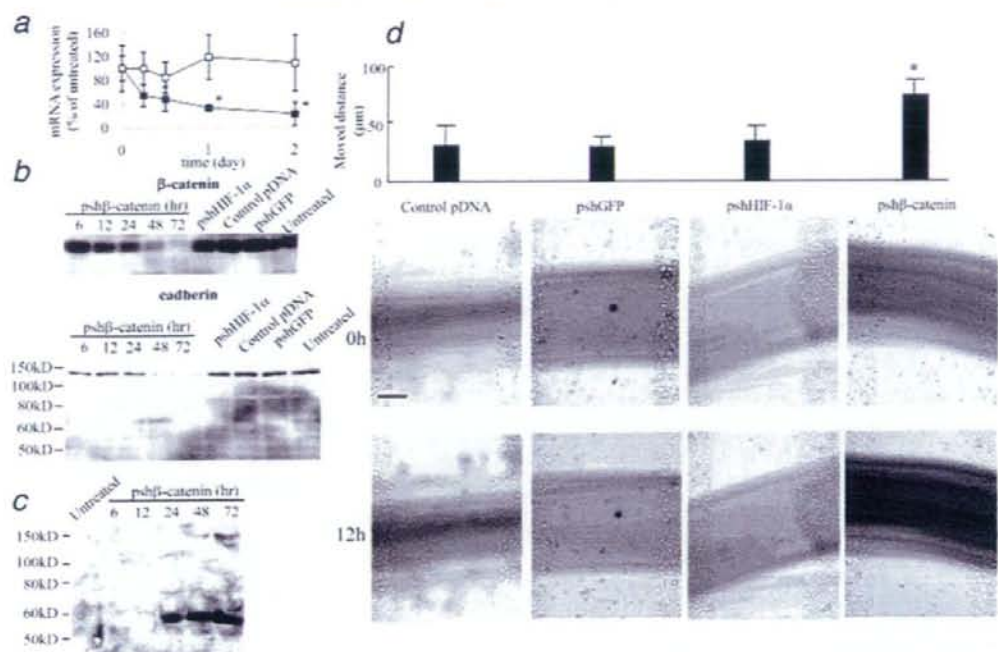 a
mRNA expression
(% of untreated)
160
120
80
40
0
0
1
2
time (day)
b
β-catenin
pshβ-catenin (hr)
6 12 24 48 72
pshHIF-1α
Control pDNA
pshGFP
Untreated
cadherin
pshβ-catenin (hr)
6 12 24 48 72
pshHIF-1α
Control pDNA
pshGFP
Untreated
150kD
100kD
80kD
60kD
50kD
c
Untreated
pshβ-catenin (hr)
6 12 24 48 72
150kD
100kD
80kD
60kD
50kD
d
Moved distance
(μm)
100
50
0
*
Control pDNA
pshGFP
pshHIF-1α
pshβ-catenin
0h
12h